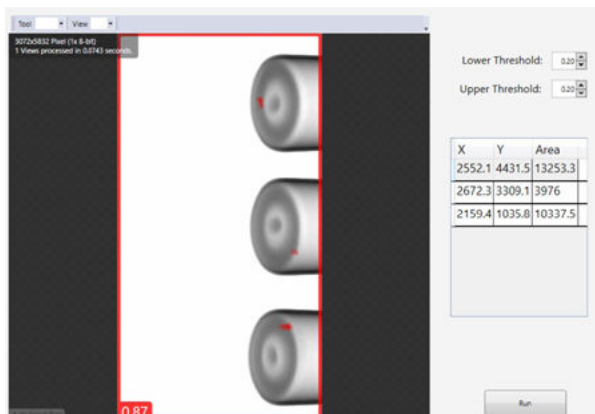 Tool View
3072x5832 Pixel (1x 8-bit)
1 Views processed in 0.0743 seconds.
0.87
Lower Threshold: 0.20
Upper Threshold: 0.20
X Y Area
2552.1 4431.5 13253.3
2672.3 3309.1 3976
2159.4 1035.8 10337.5
Run